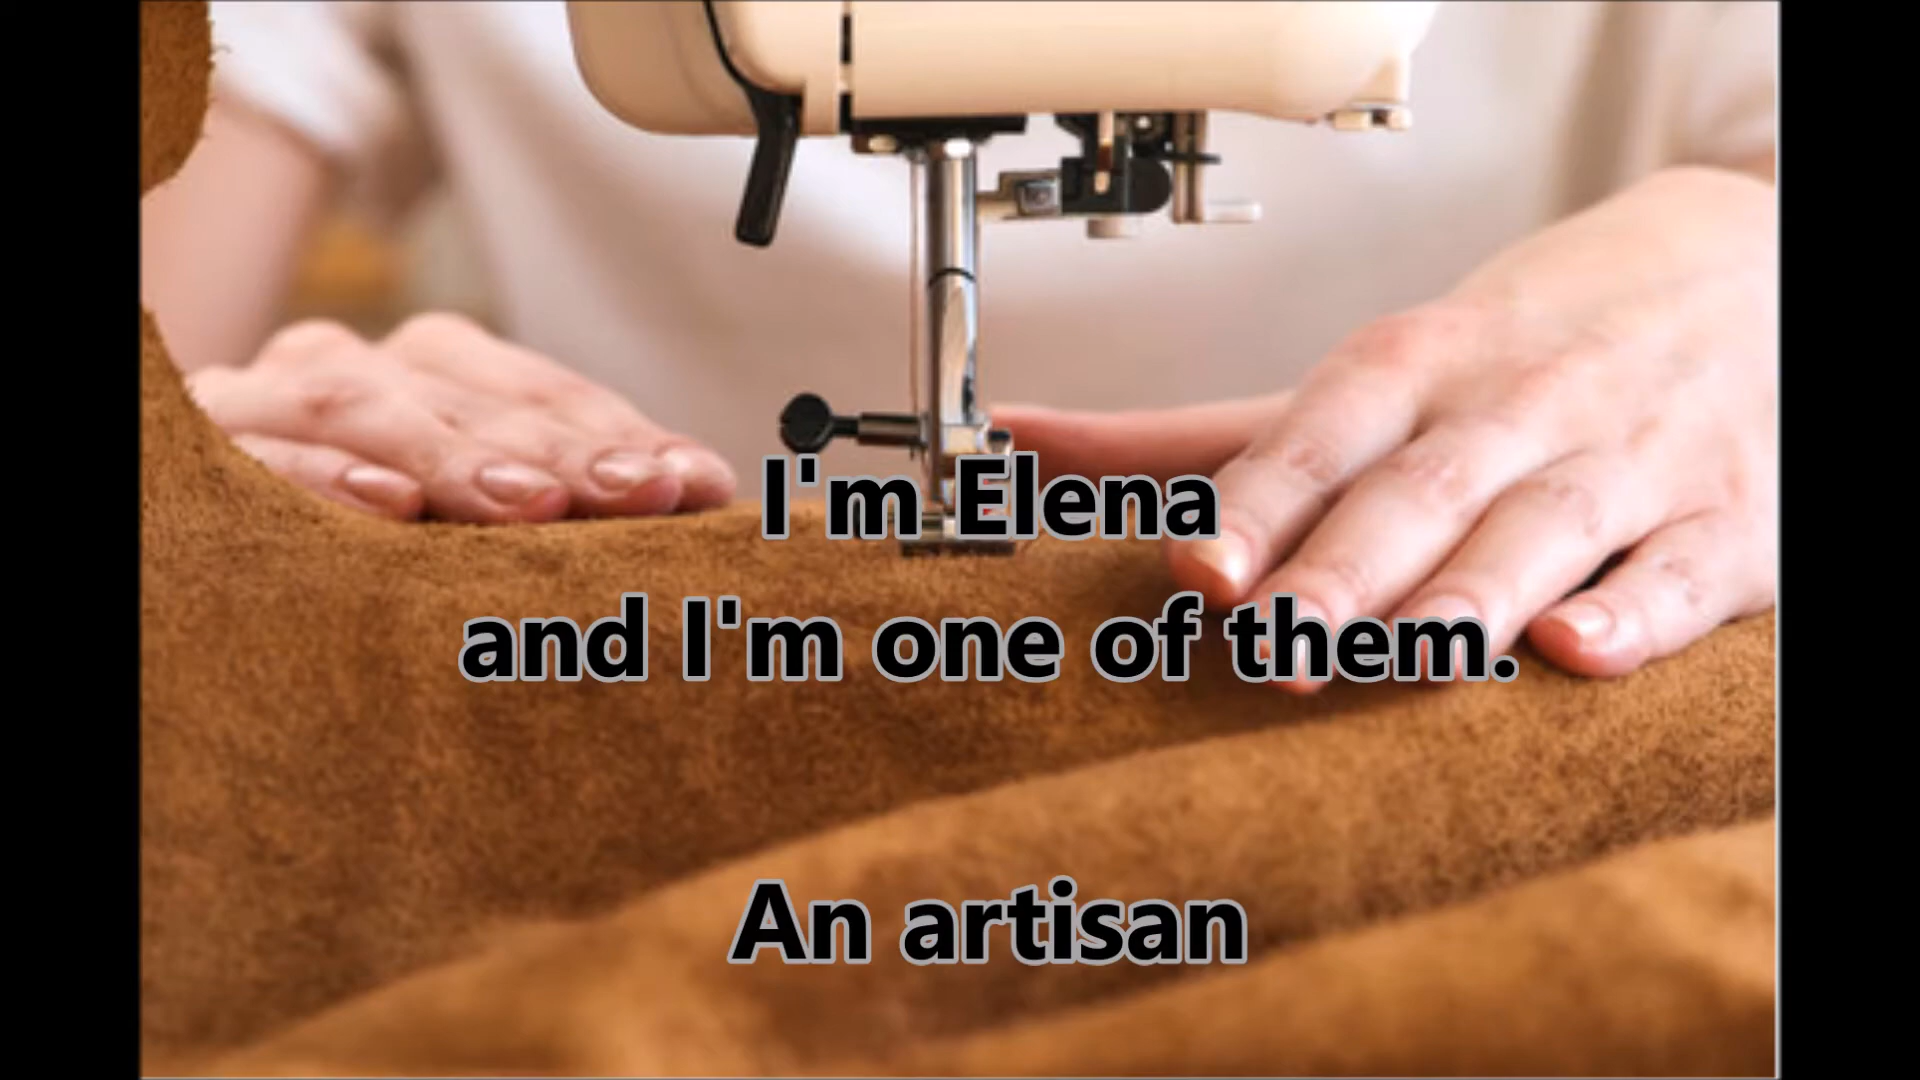 I'm Elena
and I'm one of them.
An artisan